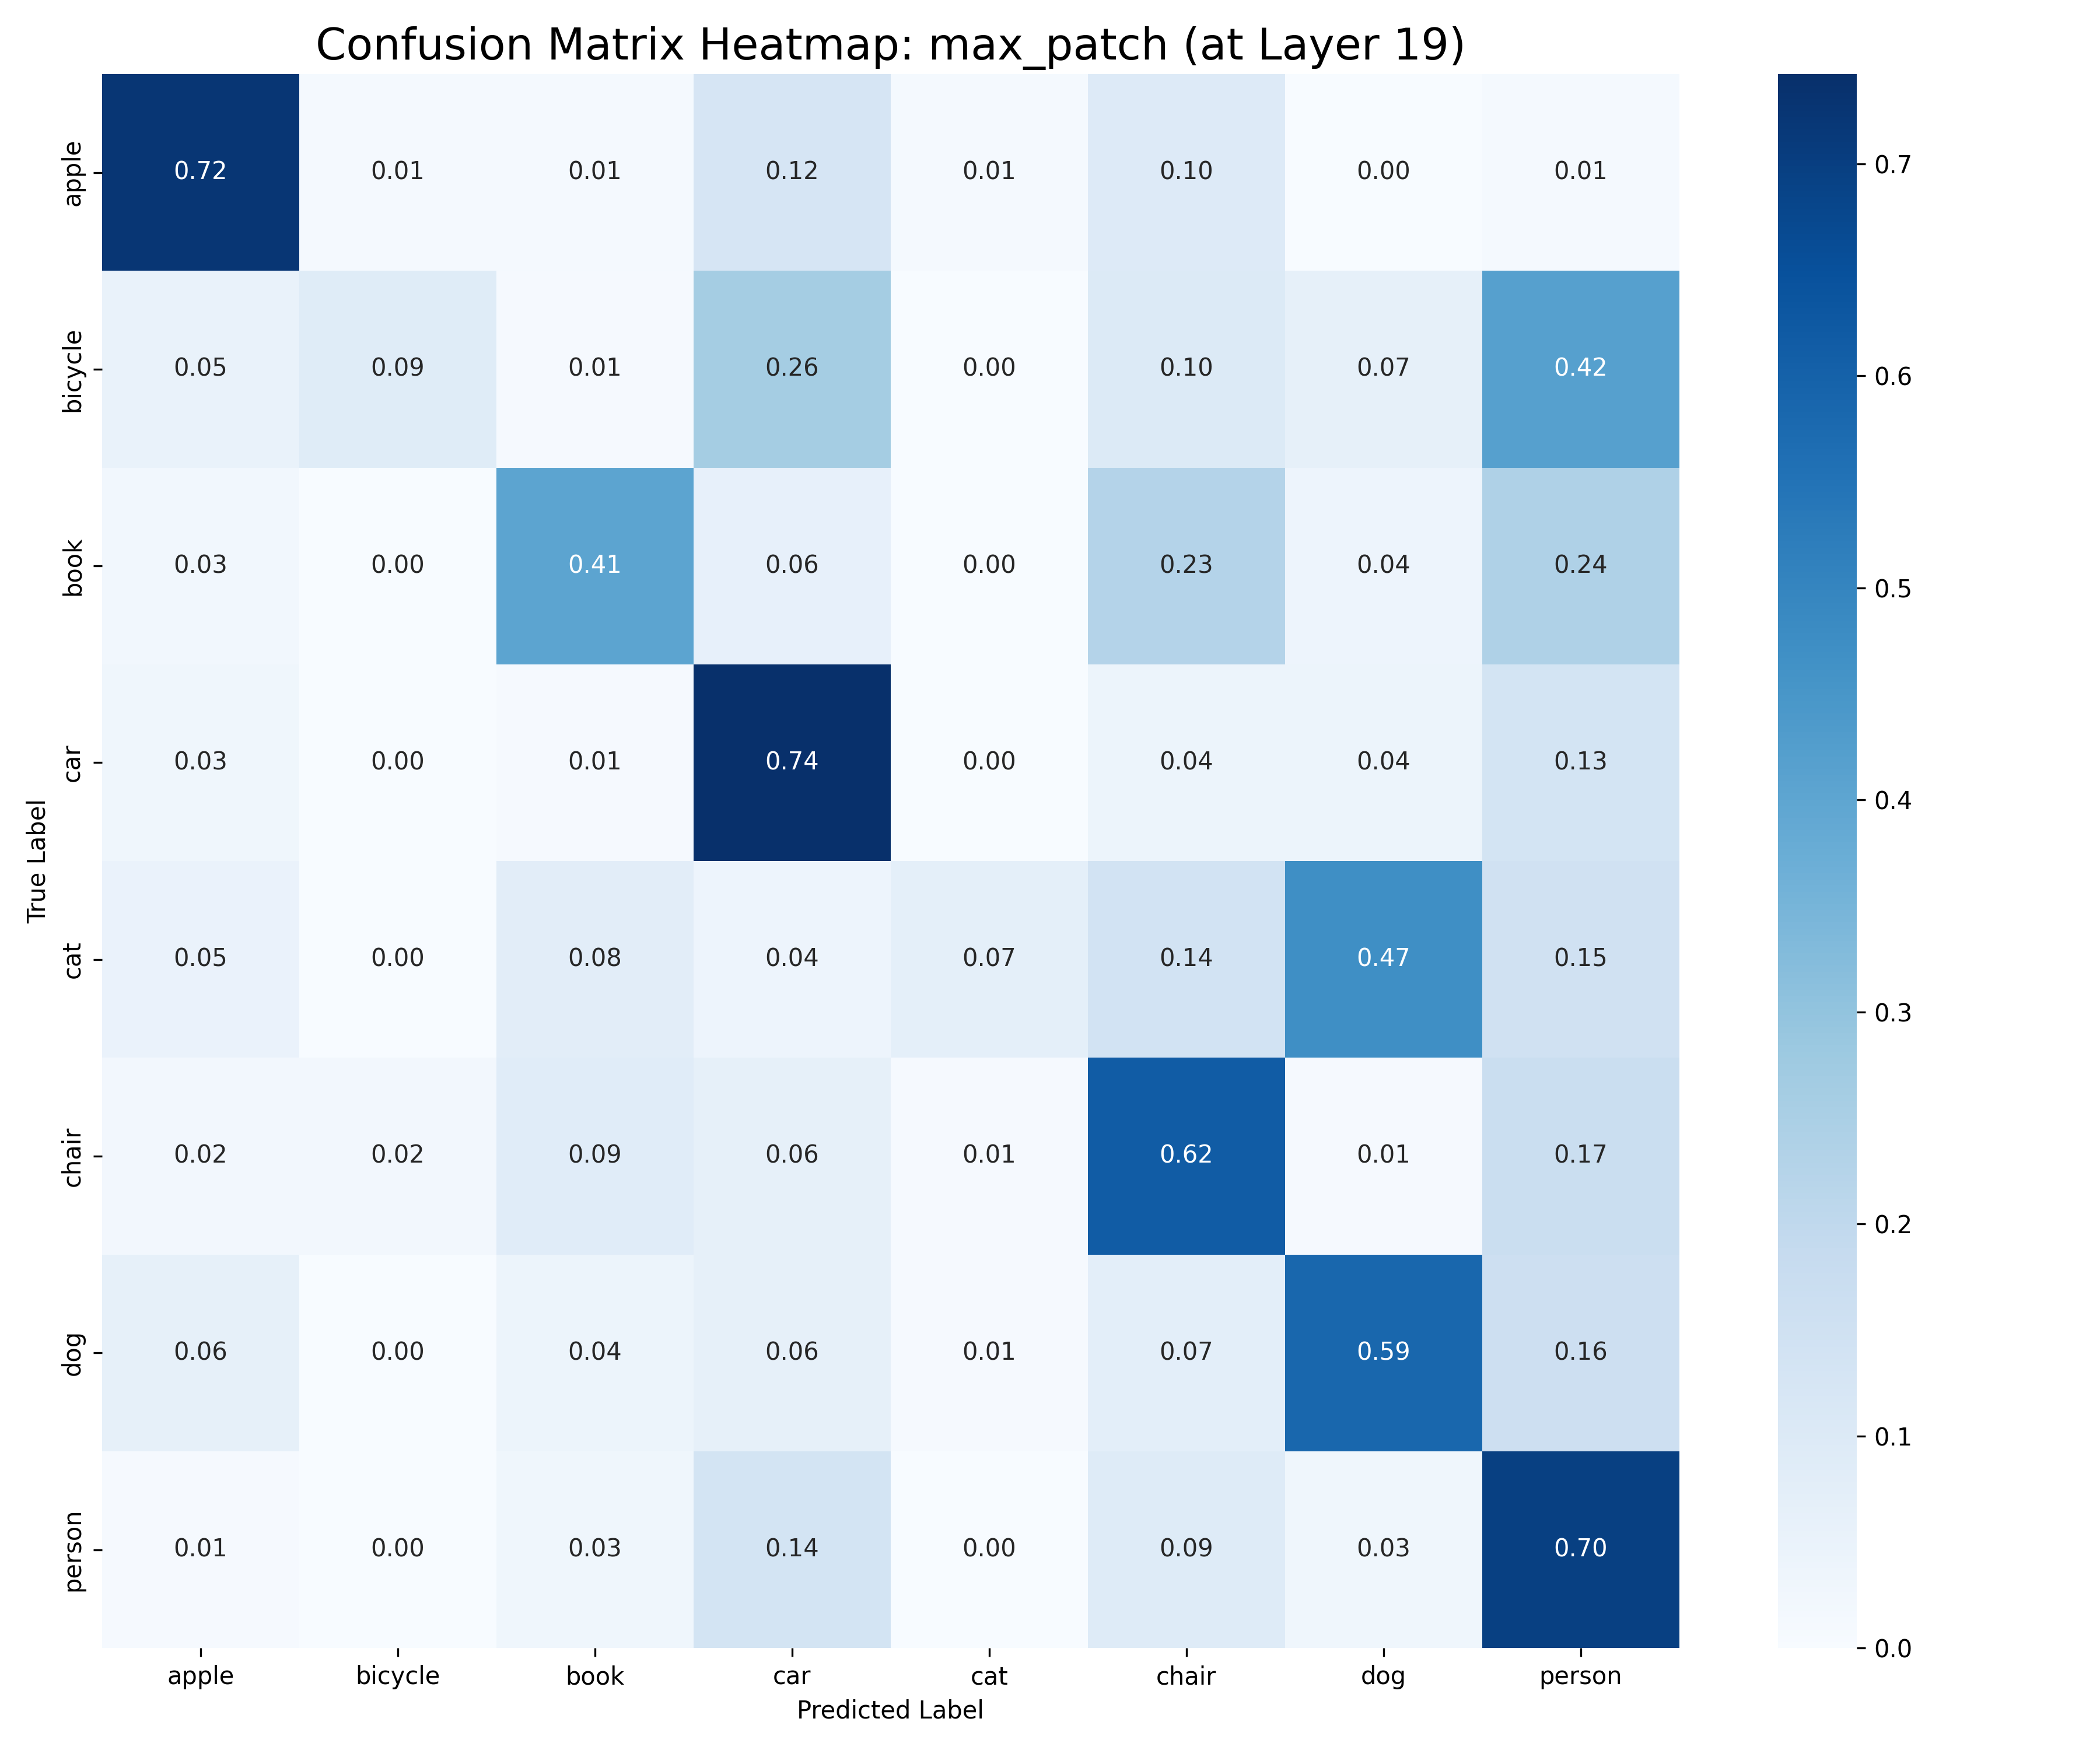 Confusion Matrix Heatmap: max_patch (at Layer 19)
True Label
apple 0.72 0.01 0.01 0.12 0.01 0.10 0.00 0.01
bicycle 0.05 0.09 0.01 0.26 0.00 0.10 0.07 0.42
book 0.03 0.00 0.41 0.06 0.00 0.23 0.04 0.24
car 0.03 0.00 0.01 0.74 0.00 0.04 0.04 0.13
cat 0.05 0.00 0.08 0.04 0.07 0.14 0.47 0.15
chair 0.02 0.02 0.09 0.06 0.01 0.62 0.01 0.17
dog 0.06 0.00 0.04 0.06 0.01 0.07 0.59 0.16
person 0.01 0.00 0.03 0.14 0.00 0.09 0.03 0.70
apple bicycle book car cat chair dog person
Predicted Label
0.7
0.6
0.5
0.4
0.3
0.2
0.1
0.0